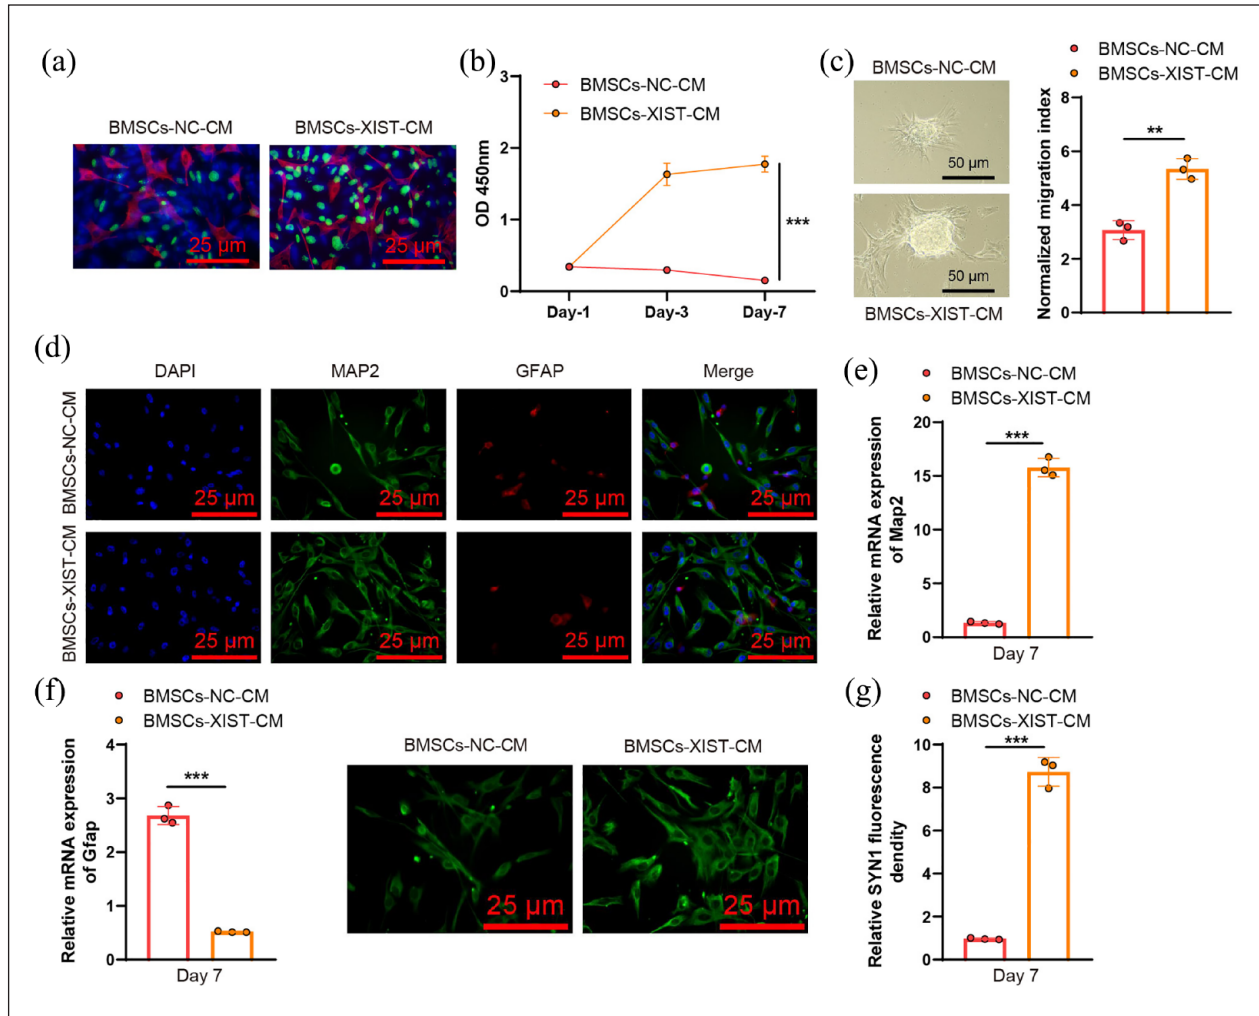 (a)
BMSCs-NC-CM
BMSCs-XIST-CM
25 µm
25 µm
(b)
BMSCs-NC-CM
BMSCs-XIST-CM
OD 450nm
3
2
1
0
Day-1
Day-3
Day-7
***
(c)
BMSCs-NC-CM
50 µm
50 µm
BMSCs-XIST-CM
BMSCs-NC-CM
BMSCs-XIST-CM
Normalized migration index
8
6
4
2
0
**
(d)
DAPI
MAP2
GFAP
Merge
BMSCs-NC-CM
25 µm
25 µm
25 µm
25 µm
BMSCs-XIST-CM
25 µm
25 µm
25 µm
25 µm
(e)
BMSCs-NC-CM
BMSCs-XIST-CM
Relative mRNA expression
of Map2
20
15
10
5
0
***
Day 7
(f)
BMSCs-NC-CM
BMSCs-XIST-CM
Relative mRNA expression
of Gfap
4
3
2
1
0
***
Day 7
BMSCs-NC-CM
BMSCs-XIST-CM
25 µm
25 µm
(g)
BMSCs-NC-CM
BMSCs-XIST-CM
Relative SYN1 fluorescence
dendity
10
8
6
4
2
0
***
Day 7